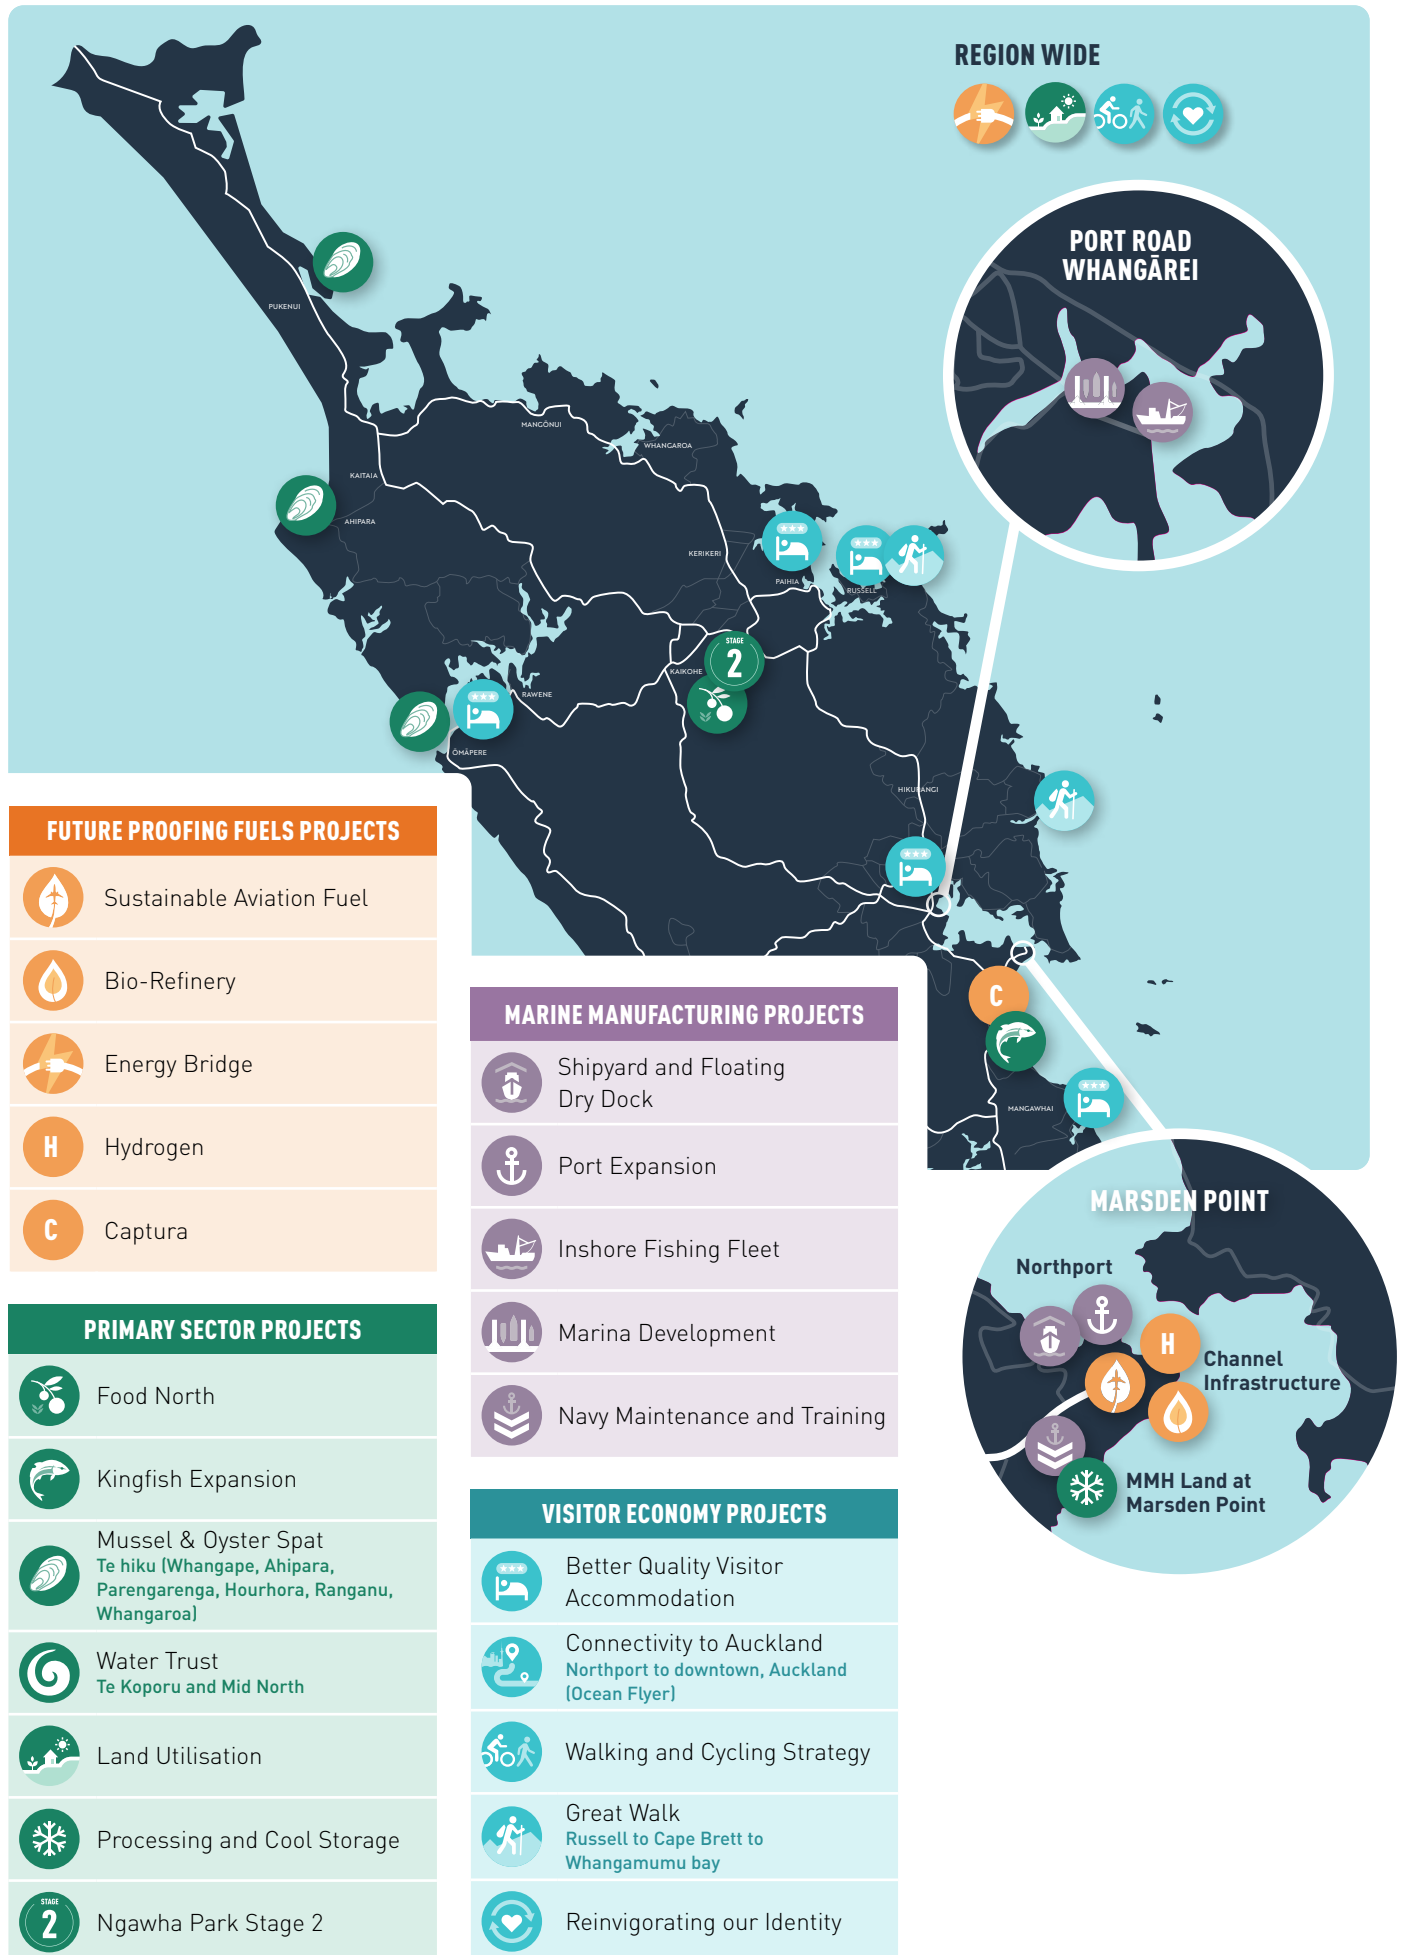 REGION WIDE
PORT ROAD
WHANGĀREI
PUKENUI
MANGŌNUI
WHANGAROA
KAITAIA
AHIPARA
KERIKERI
PAIHIA
RUSSELL
STAGE
2
KAIKOHE
RAWENE
ŌMĀPERE
HIKURANGI
C
MANGAWHAI
MARSDEN POINT
Northport
H
Channel
Infrastructure
MMH Land at
Marsden Point
FUTURE PROOFING FUELS PROJECTS
Sustainable Aviation Fuel
Bio-Refinery
Energy Bridge
H
Hydrogen
C
Captura
PRIMARY SECTOR PROJECTS
Food North
Kingfish Expansion
Mussel & Oyster Spat
Te hiku (Whangape, Ahipara,
Parengarenga, Hourhora, Ranganu,
Whangaroa)
Water Trust
Te Koporu and Mid North
Land Utilisation
Processing and Cool Storage
STAGE
2
Ngawha Park Stage 2
MARINE MANUFACTURING PROJECTS
Shipyard and Floating
Dry Dock
Port Expansion
Inshore Fishing Fleet
Marina Development
Navy Maintenance and Training
VISITOR ECONOMY PROJECTS
Better Quality Visitor
Accommodation
Connectivity to Auckland
Northport to downtown, Auckland
(Ocean Flyer)
Walking and Cycling Strategy
Great Walk
Russell to Cape Brett to
Whangamumu bay
Reinvigorating our Identity